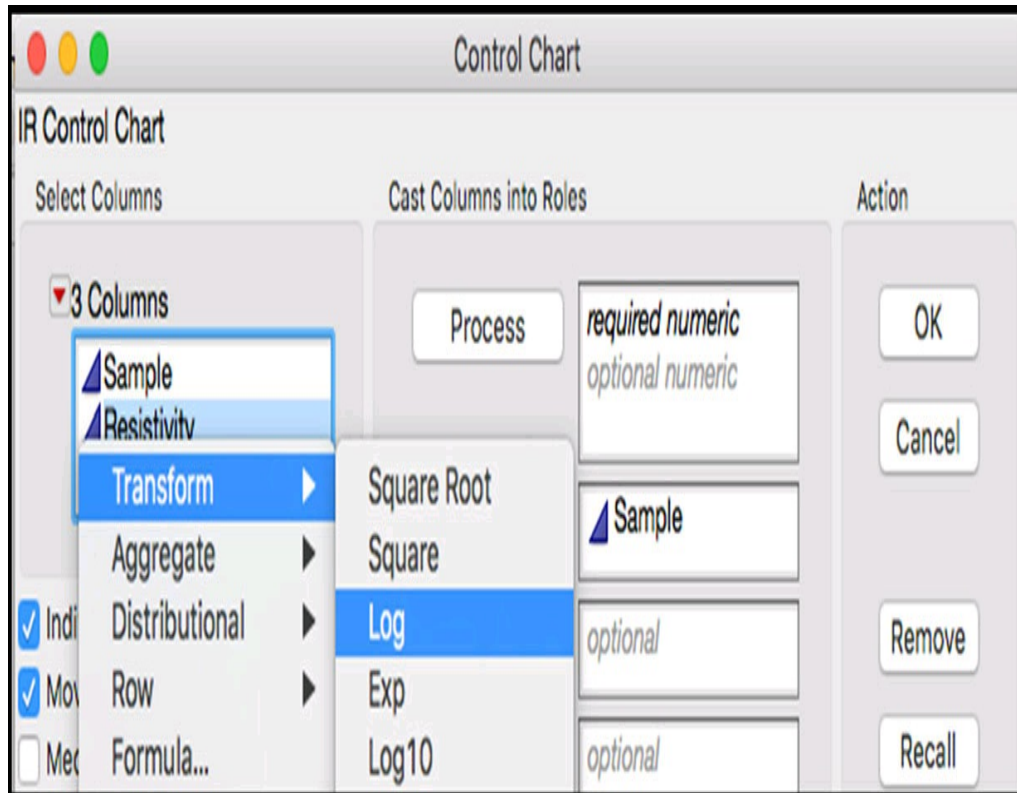 Control Chart
IR Control Chart
Select Columns
Cast Columns into Roles
Action
3 Columns
Sample
Resistivity
Process
required numeric
optional numeric
OK
Cancel
Transform
Aggregate
Distributional
Row
Formula...
Square Root
Square
Log
Exp
Log10
Sample
optional
optional
Remove
Recall